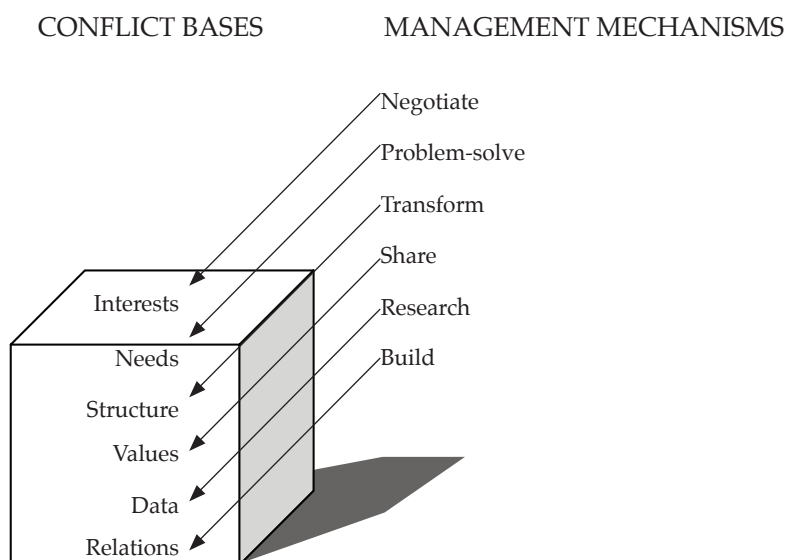 CONFLICT BASES MANAGEMENT MECHANISMS
Negotiate
Problem-solve
Transform
Share
Research
Build
Interests
Needs
Structure
Values
Data
Relations